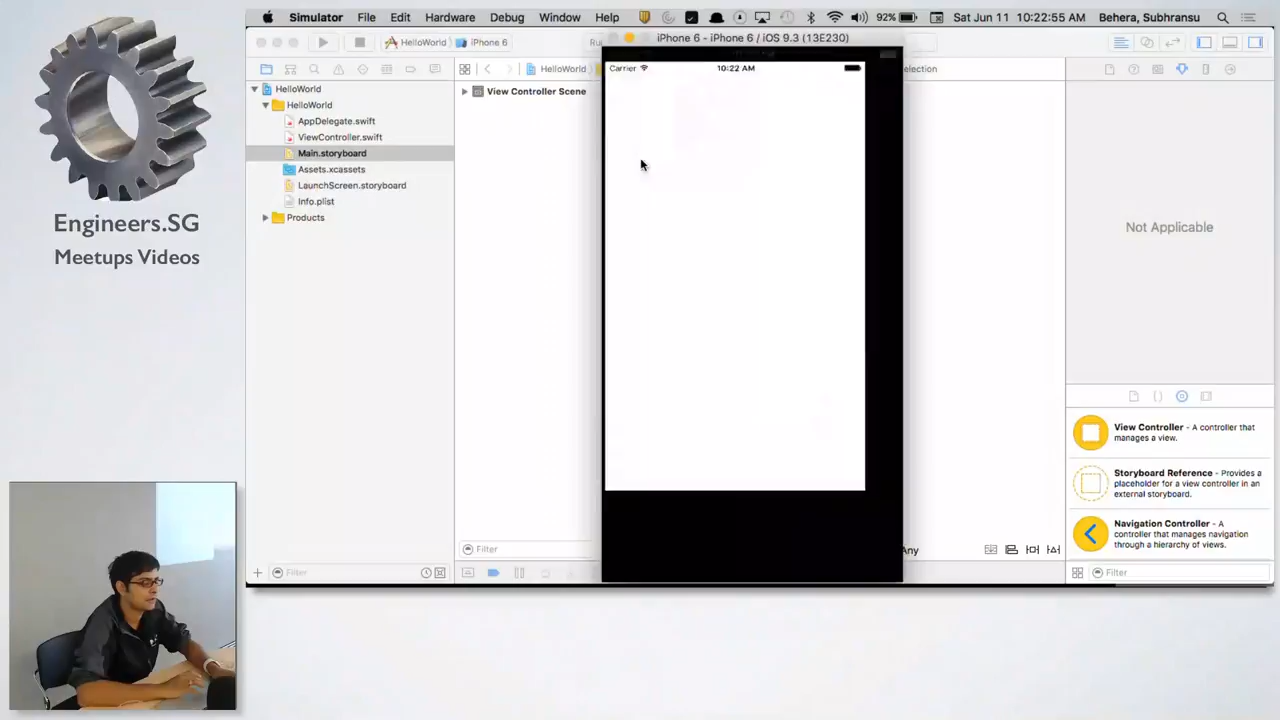 Engineers.SG
Meetups Videos
Simulator File Edit Hardware Debug Window Help
92% Sat Jun 11 10:22:55 AM Behera, Subhransu
iPhone 6 - iPhone 6 / iOS 9.3 (13E230)
HelloWorld iPhone 6
HelloWorld
HelloWorld
HelloWorld
AppDelegate.swift
ViewController.swift
Main.storyboard
Assets.xcassets
LaunchScreen.storyboard
Info.plist
Products
View Controller Scene
Carrier 10:22 AM
Not Applicable
View Controller - A controller that
manages a view.
Storyboard Reference - Provides a
placeholder for a view controller in an
external storyboard.
Navigation Controller - A
controller that manages navigation
through a hierarchy of views.
Filter
Filter
Filter